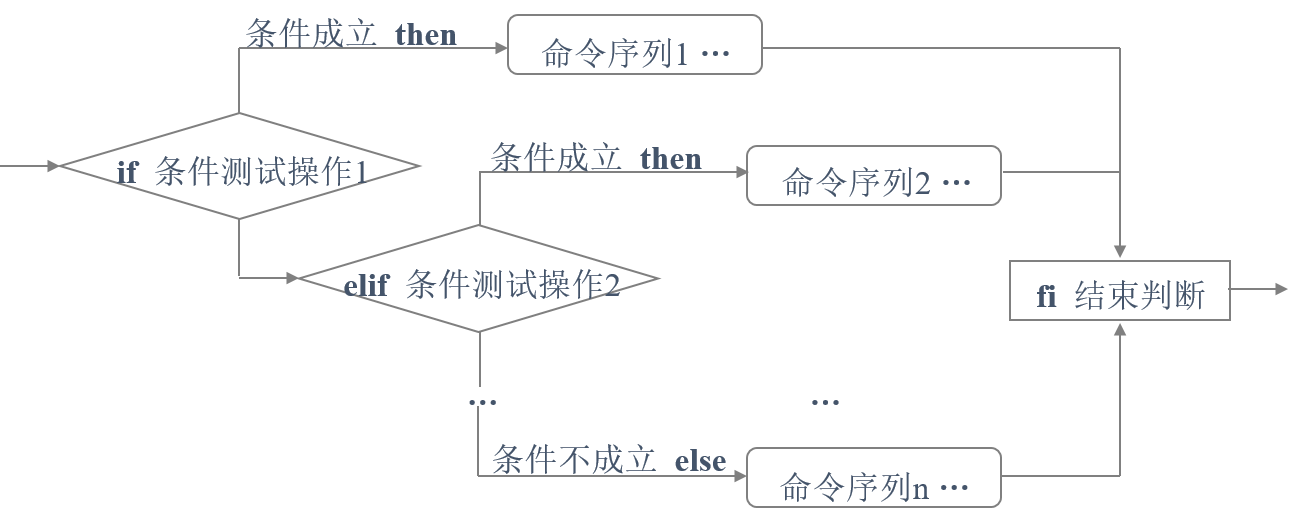 条件成立 then
命令序列1 …
if 条件测试操作1
条件成立 then
命令序列2 …
elif 条件测试操作2
fi 结束判断
… …
条件不成立 else
命令序列n …